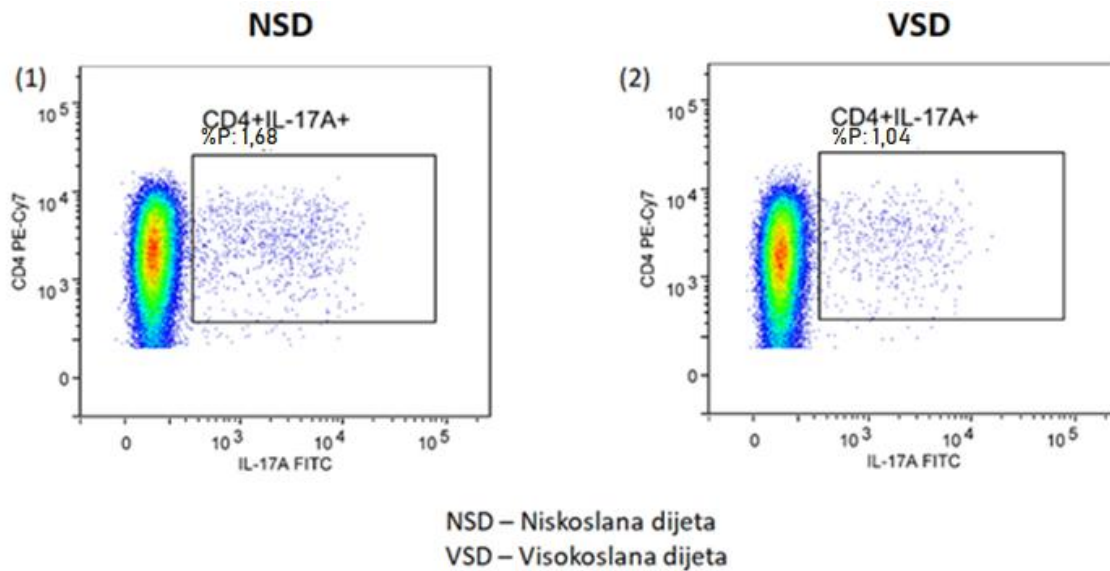 NSD
(1)
CD4+IL-17A+
%P: 1,68
10^5
10^4
10^3
0
CD4 PE-Cy7
0
10^3
10^4
10^5
IL-17A FITC
VSD
(2)
CD4+IL-17A+
%P: 1,04
10^5
10^4
10^3
0
CD4 PE-Cy7
0
10^3
10^4
10^5
IL-17A FITC
NSD – Niskoslana dijeta
VSD – Visokoslana dijeta